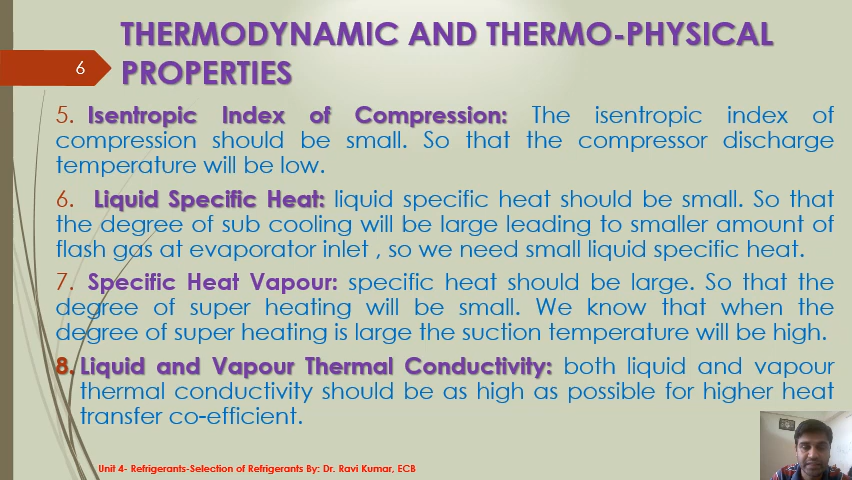 THERMODYNAMIC AND THERMO-PHYSICAL
PROPERTIES
6
5. Isentropic Index of Compression: The isentropic index of
compression should be small. So that the compressor discharge
temperature will be low.
6. Liquid Specific Heat: liquid specific heat should be small. So that
the degree of sub cooling will be large leading to smaller amount of
flash gas at evaporator inlet , so we need small liquid specific heat.
7. Specific Heat Vapour: specific heat should be large. So that the
degree of super heating will be small. We know that when the
degree of super heating is large the suction temperature will be high.
8. Liquid and Vapour Thermal Conductivity: both liquid and vapour
thermal conductivity should be as high as possible for higher heat
transfer co-efficient.
Unit 4- Refrigerants-Selection of Refrigerants By: Dr. Ravi Kumar, ECB